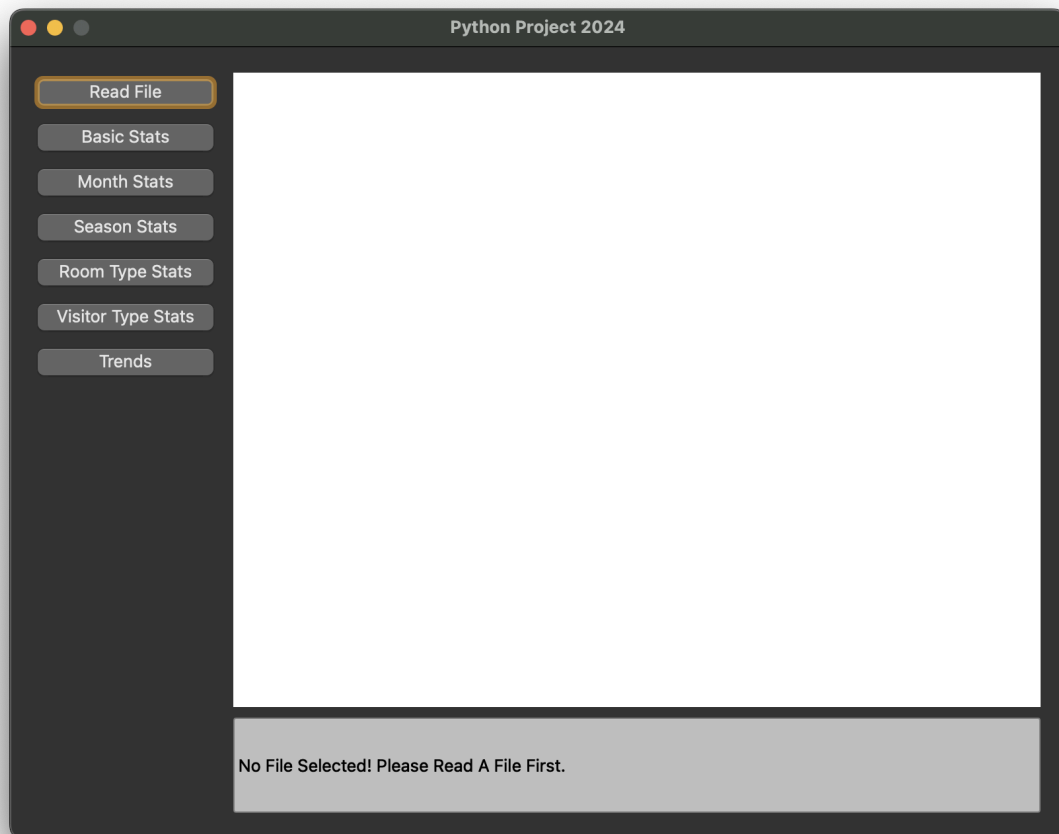 Python Project 2024
Read File
Basic Stats
Month Stats
Season Stats
Room Type Stats
Visitor Type Stats
Trends
No File Selected! Please Read A File First.